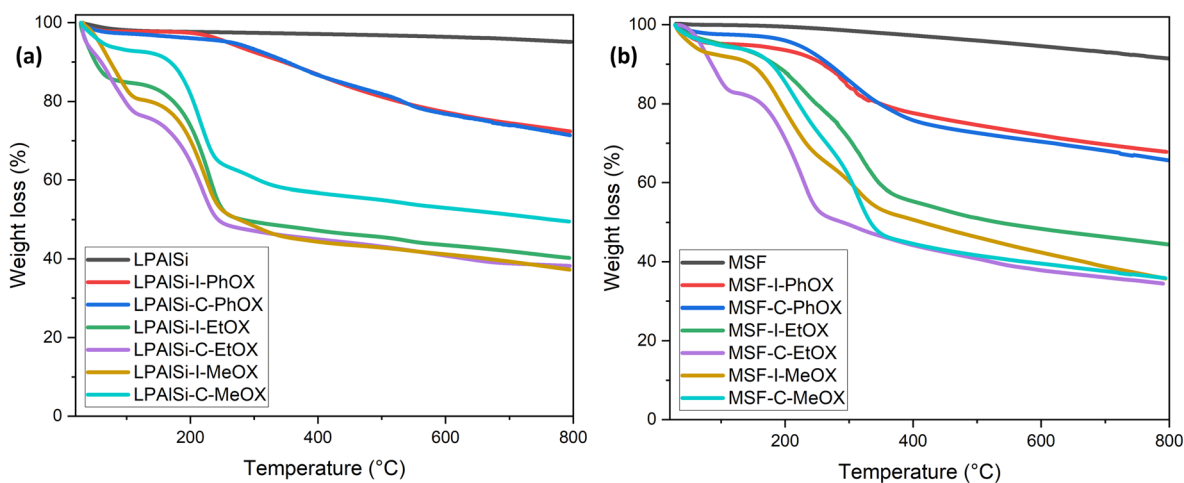 (a)
Weight loss (%)
100
80
60
40
20
0
LPAlSi
LPAlSi-I-PhOX
LPAlSi-C-PhOX
LPAlSi-I-EtOX
LPAlSi-C-EtOX
LPAlSi-I-MeOX
LPAlSi-C-MeOX
200 400 600 800
Temperature (°C)
(b)
Weight loss (%)
100
80
60
40
20
0
MSF
MSF-I-PhOX
MSF-C-PhOX
MSF-I-EtOX
MSF-C-EtOX
MSF-I-MeOX
MSF-C-MeOX
200 400 600 800
Temperature (°C)